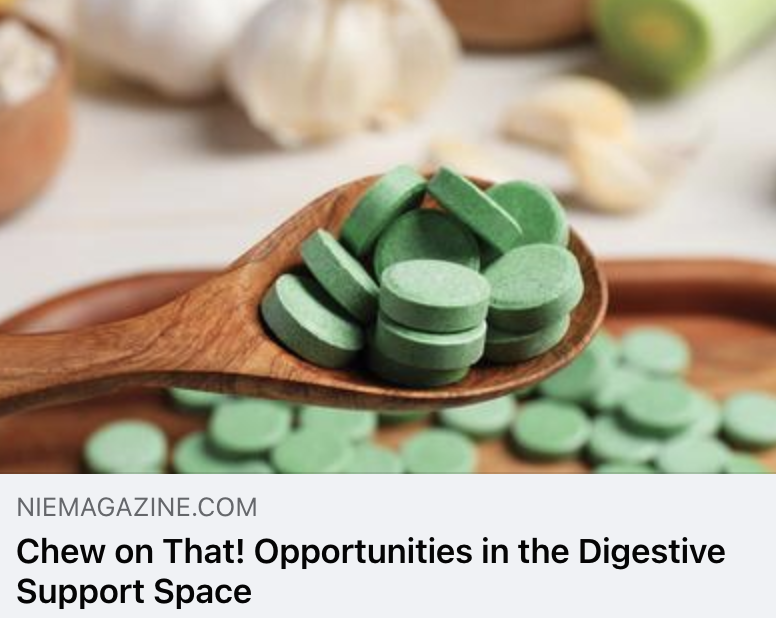 NIEMAGAZINE.COM
Chew on That! Opportunities in the Digestive
Support Space